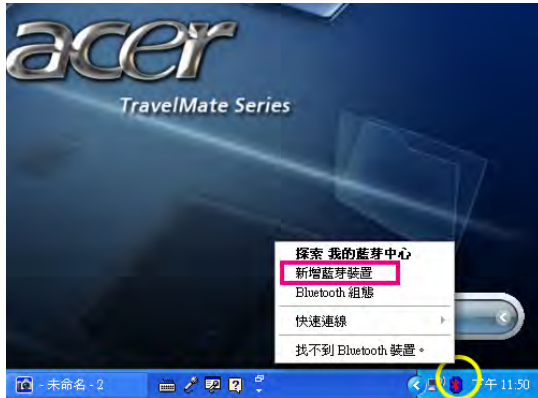 acer
TravelMate Series
探索 我的藍芽中心
新增藍芽裝置
Bluetooth 組態
快速連線
找不到 Bluetooth 裝置。
- 未命名 - 2
下午 11:50